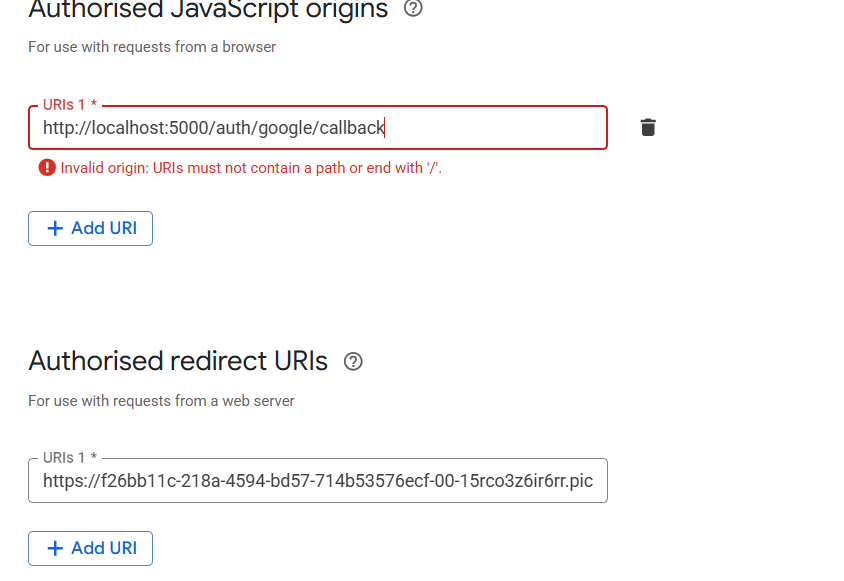 Authorised JavaScript origins
For use with requests from a browser
URIs 1 *
http://localhost:5000/auth/google/callback
Invalid origin: URIs must not contain a path or end with '/'.
+ Add URI
Authorised redirect URIs
For use with requests from a web server
URIs 1 *
https://f26bb11c-218a-4594-bd57-714b53576ecf-00-15rco3z6ir6rr.pic
+ Add URI